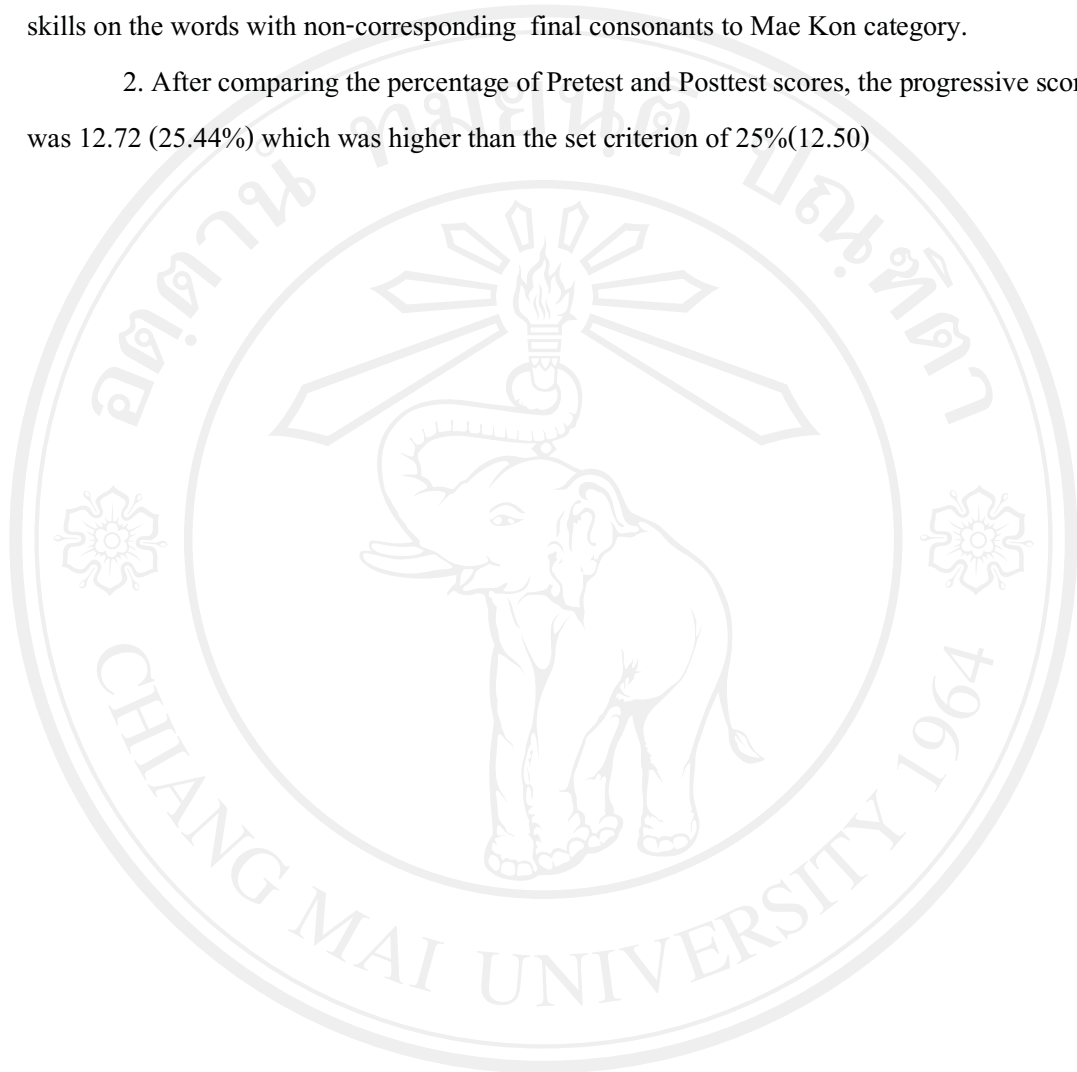 skills on the words with non-corresponding final consonants to Mae Kon category.
2. After comparing the percentage of Pretest and Posttest scores, the progressive scor
was 12.72 (25.44%) which was higher than the set criterion of 25%(12.50)
CHIANG MAI UNIVERSITY 1964